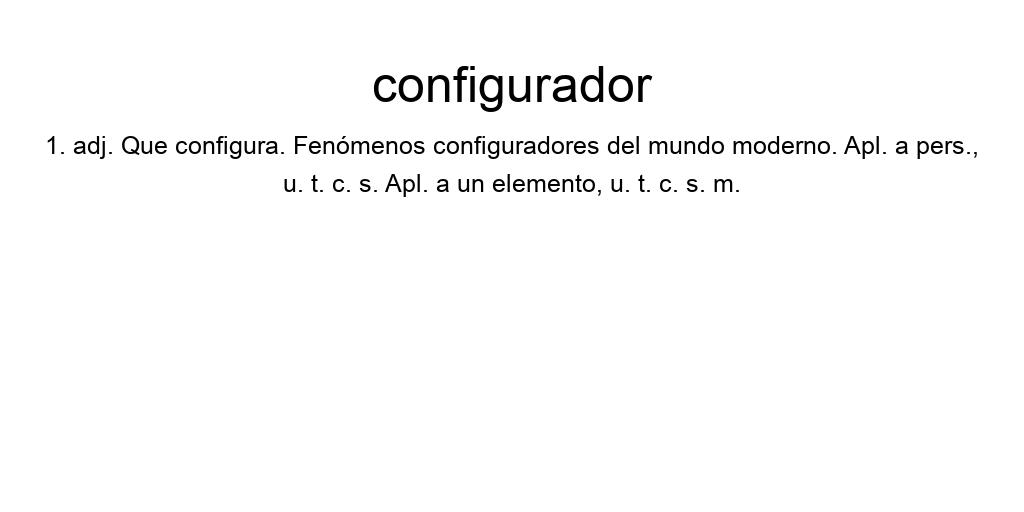 configurador
1. adj. Que configura. Fenómenos configuradores del mundo moderno. Apl. a pers.,
u. t. c. s. Apl. a un elemento, u. t. c. s. m.